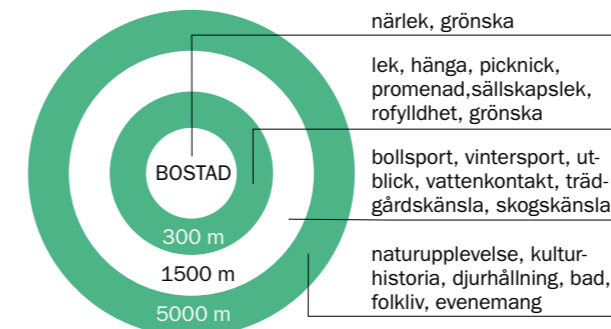 närlek, grönska
lek, hänga, picknick,
promenad,sällskapslek,
rofylldhet, grönska
bollsport, vintersport, ut-
blick, vattenkontakt, träd-
gårdskänsla, skogskänsla
naturupplevelse, kultur-
historia, djurhållning, bad,
folkliv, evenemang
BOSTAD
300 m
1500 m
5000 m